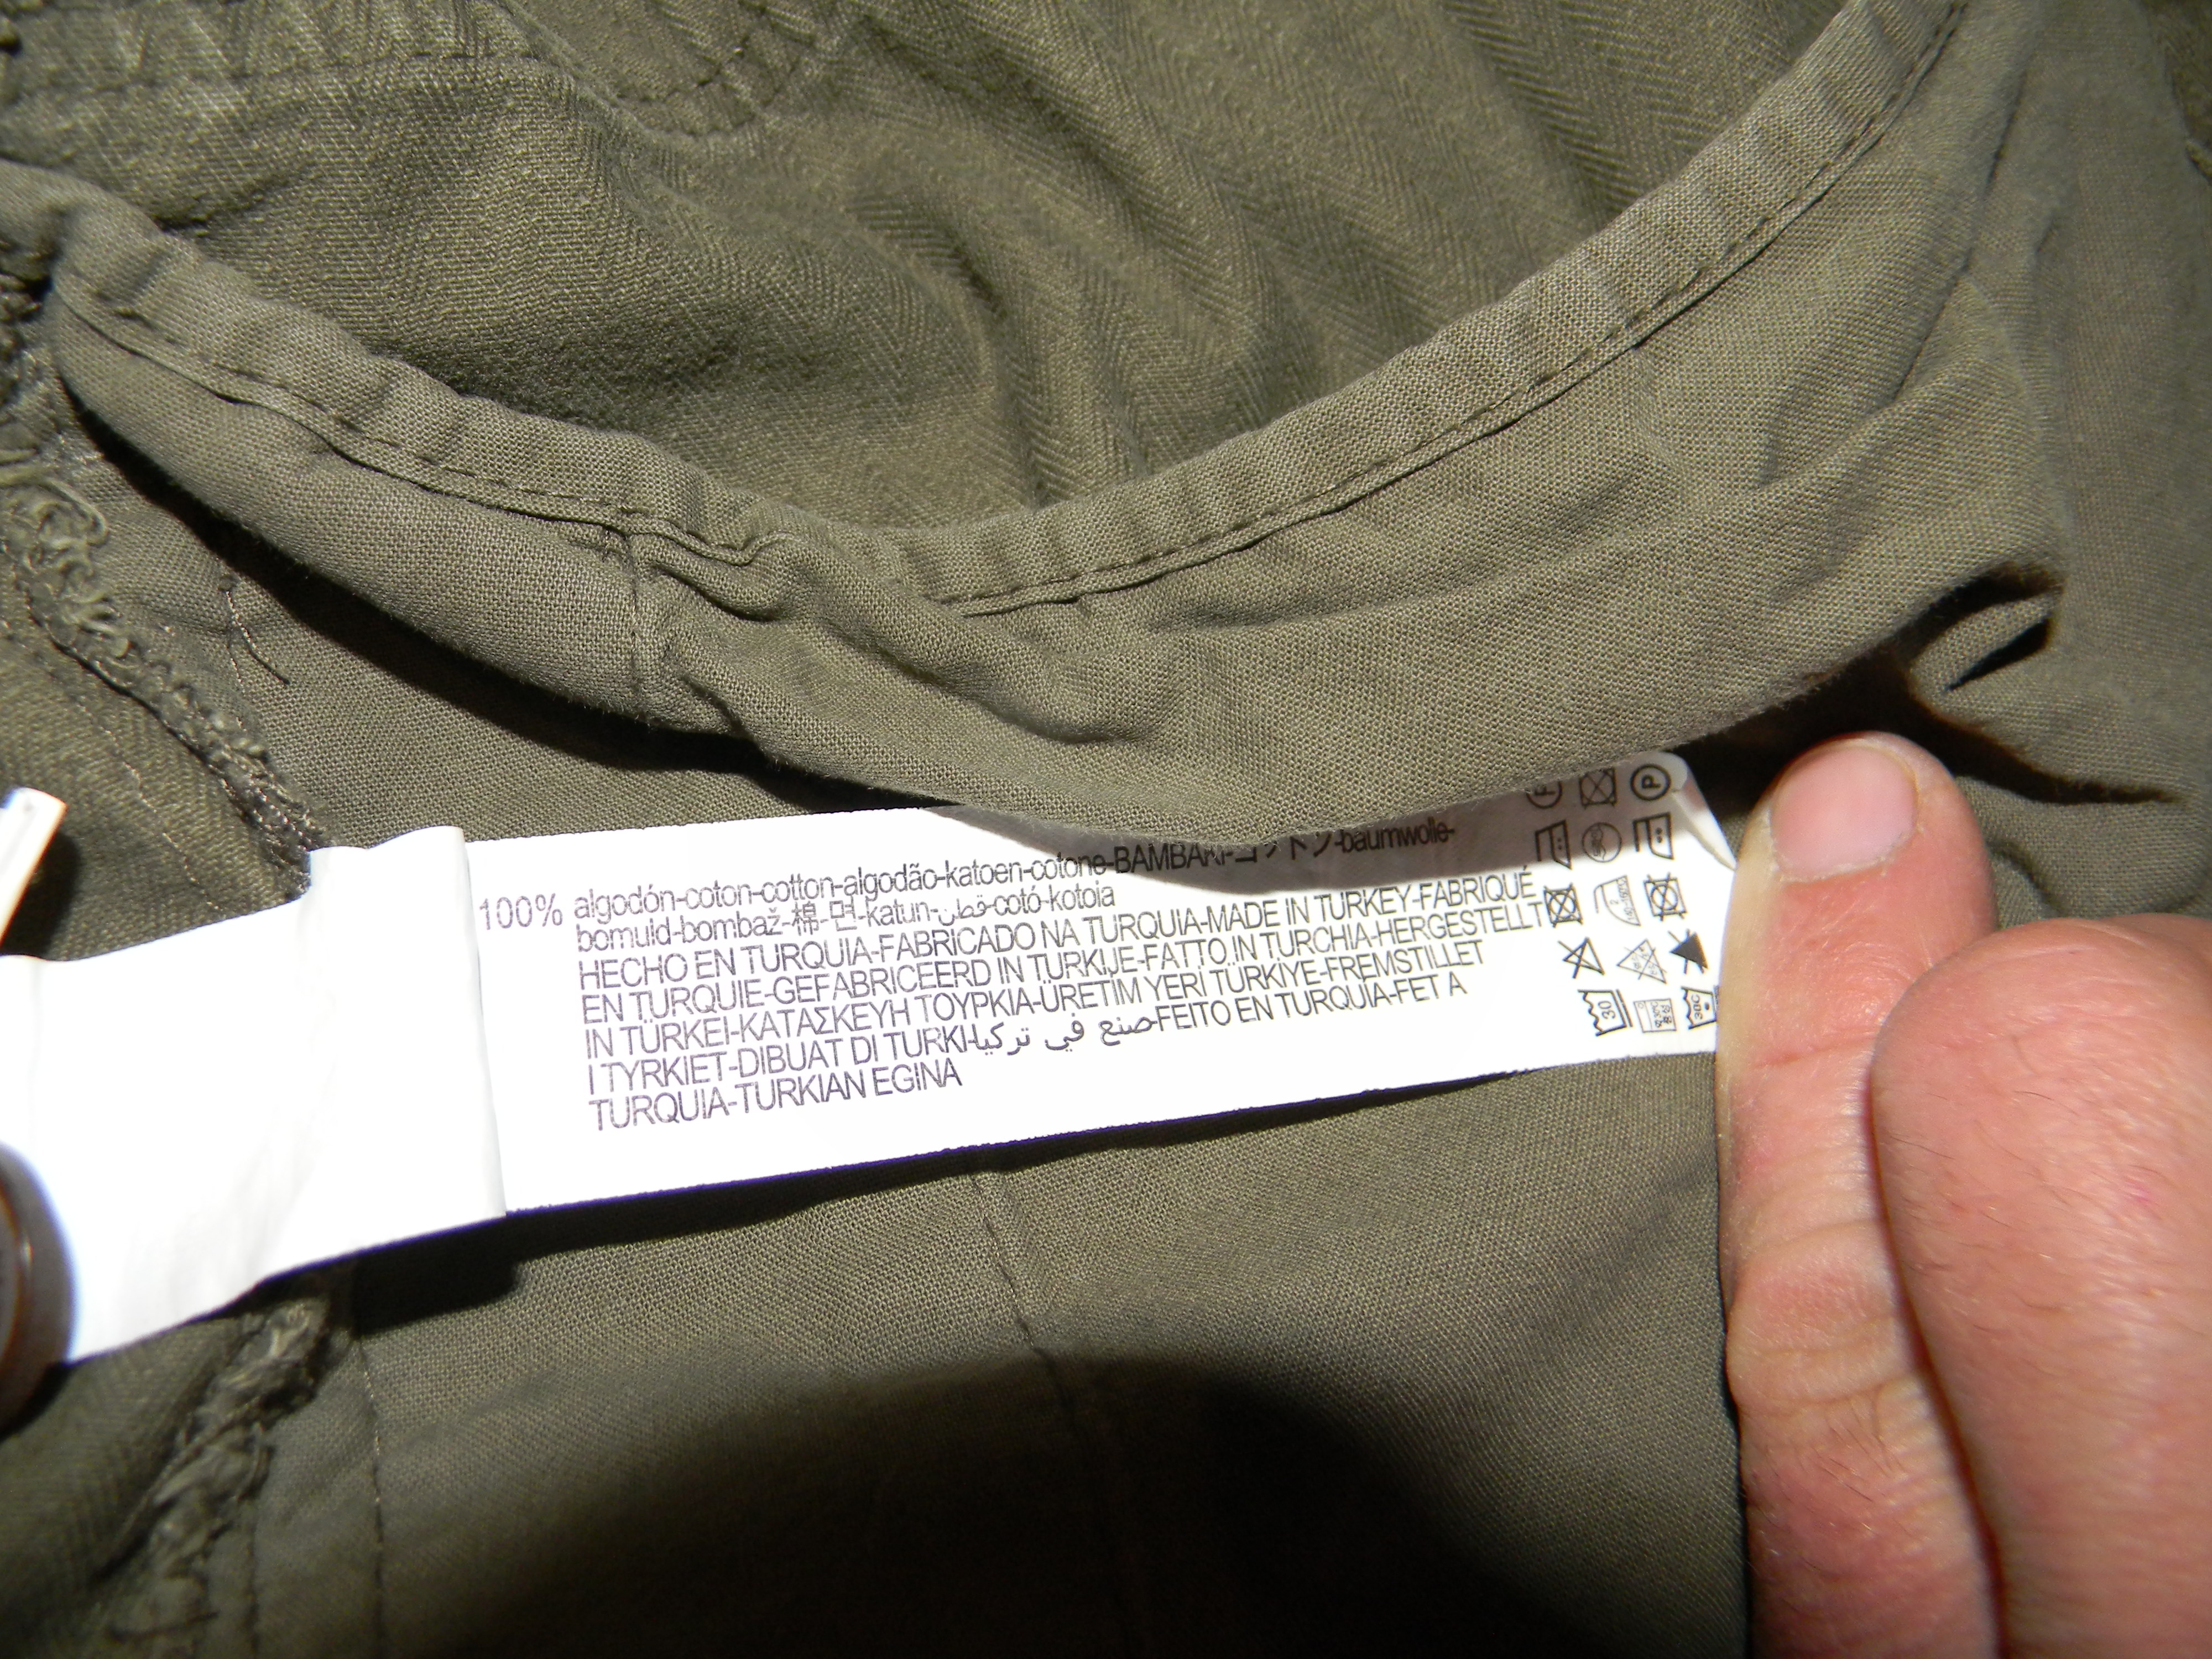 100% algodón-coton-cotton-algodão-katoen-cotone-BAMBAKI-コットン-baumwolle-
bomuld-bombaž-棉-면-katun-قطن-cotó-kotoia
HECHO EN TURQUIA-FABRICADO NA TURQUIA-MADE IN TURKEY-FABRIQUÉ
EN TURQUIE-GEFABRICEERD IN TURKIJE-FATTO IN TURCHIA-HERGESTELLT
IN TÜRKEI-ΚΑΤΑΣΚΕΥΗ ΤΟΥΡΚΙΑ-ÜRETIM YERİ TÜRKIYE-FREMSTILLET
I TYRKIET-DIBUAT DI TURKI-صنع في تركيا-FEITO EN TURQUIA-FET A
TURQUIA-TURKIAN EGINA
P
30
30C